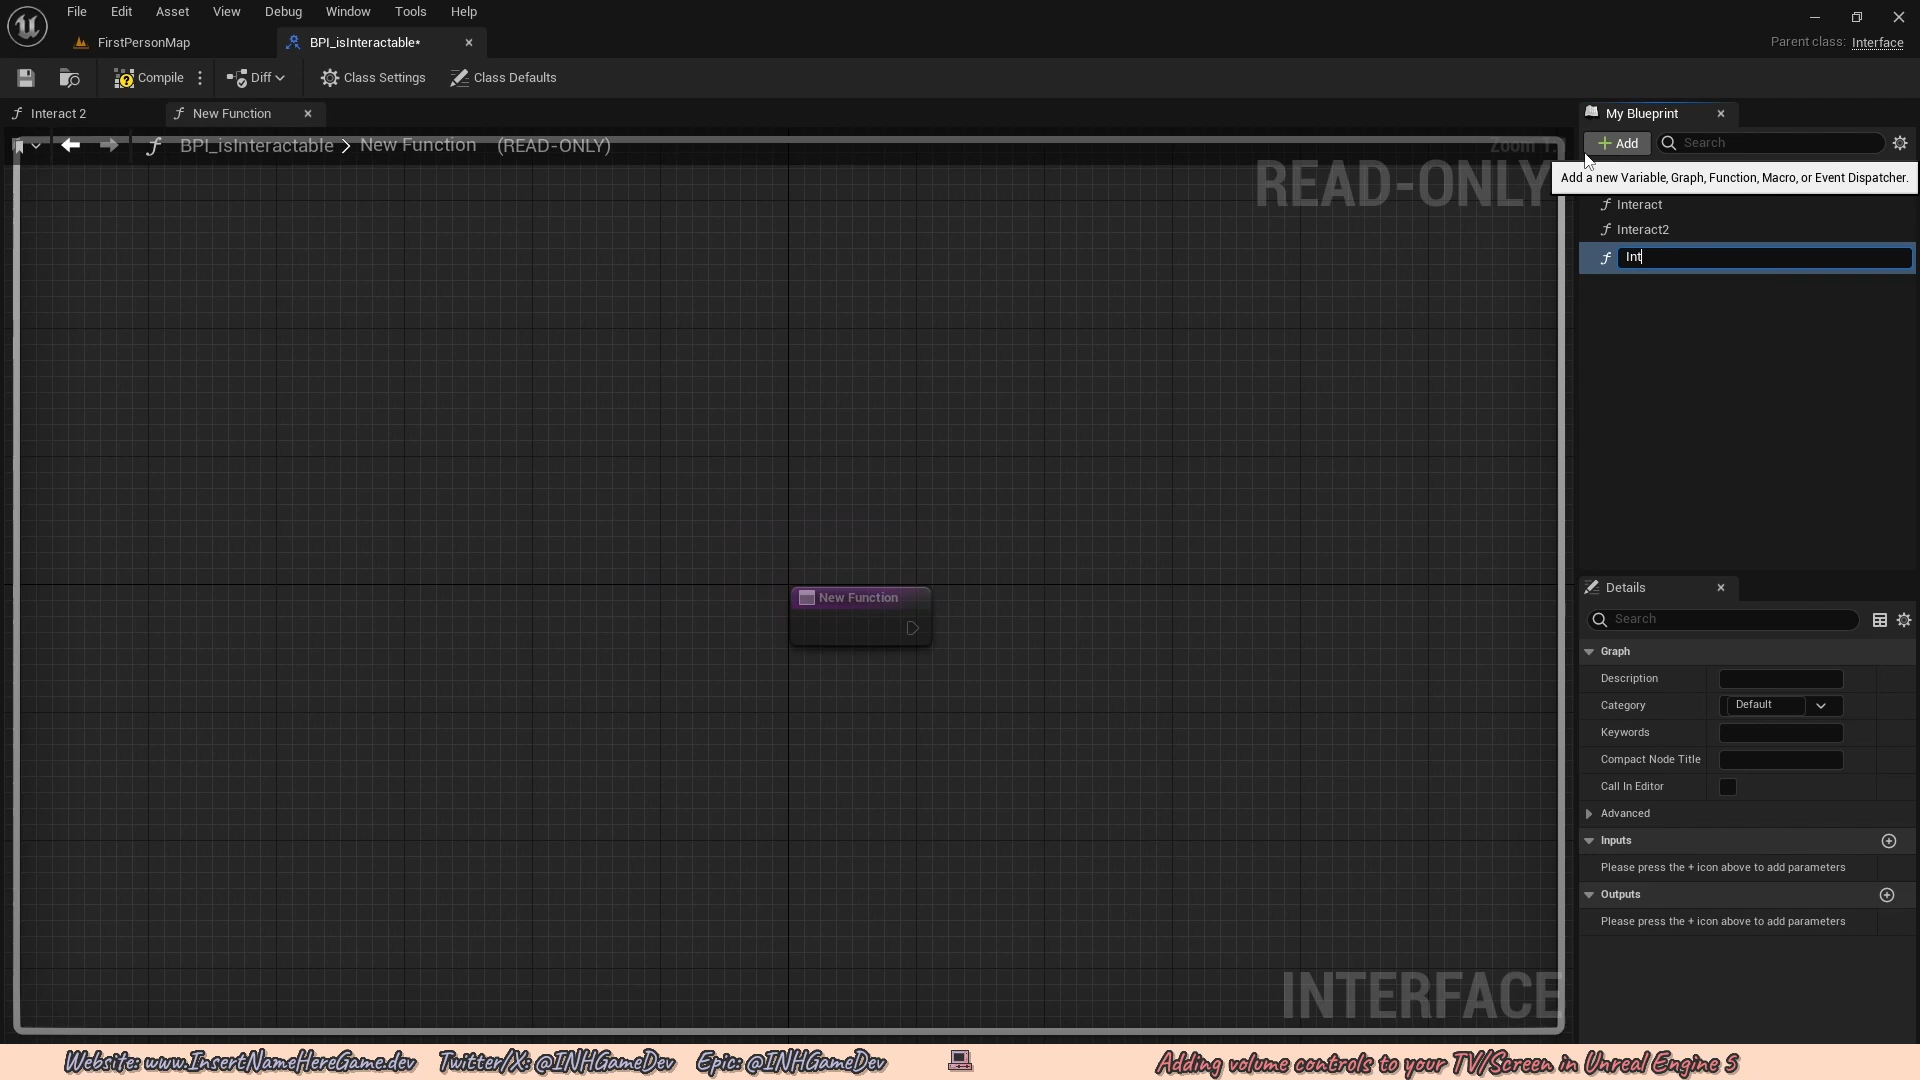 File Edit Asset View Debug Window Tools Help
FirstPersonMap BPI_isInteractable*
Parent class: Interface
Compile Diff Class Settings Class Defaults
Interact 2 New Function
My Blueprint
BPI_isInteractable > New Function (READ-ONLY)
Zoom 1:
Add Search
READ-ONLY
Add a new Variable, Graph, Function, Macro, or Event Dispatcher.
Interact
Interact2
Int
New Function
Details
Search
Graph
Description
Category Default
Keywords
Compact Node Title
Call In Editor
Advanced
Inputs
Please press the + icon above to add parameters
Outputs
Please press the + icon above to add parameters
INTERFACE
Website: www.InsertNameHereGame.dev Twitter/X: @INHGameDev Epic: @INHGameDev Adding volume controls to your TV/Screen in Unreal Engine 5